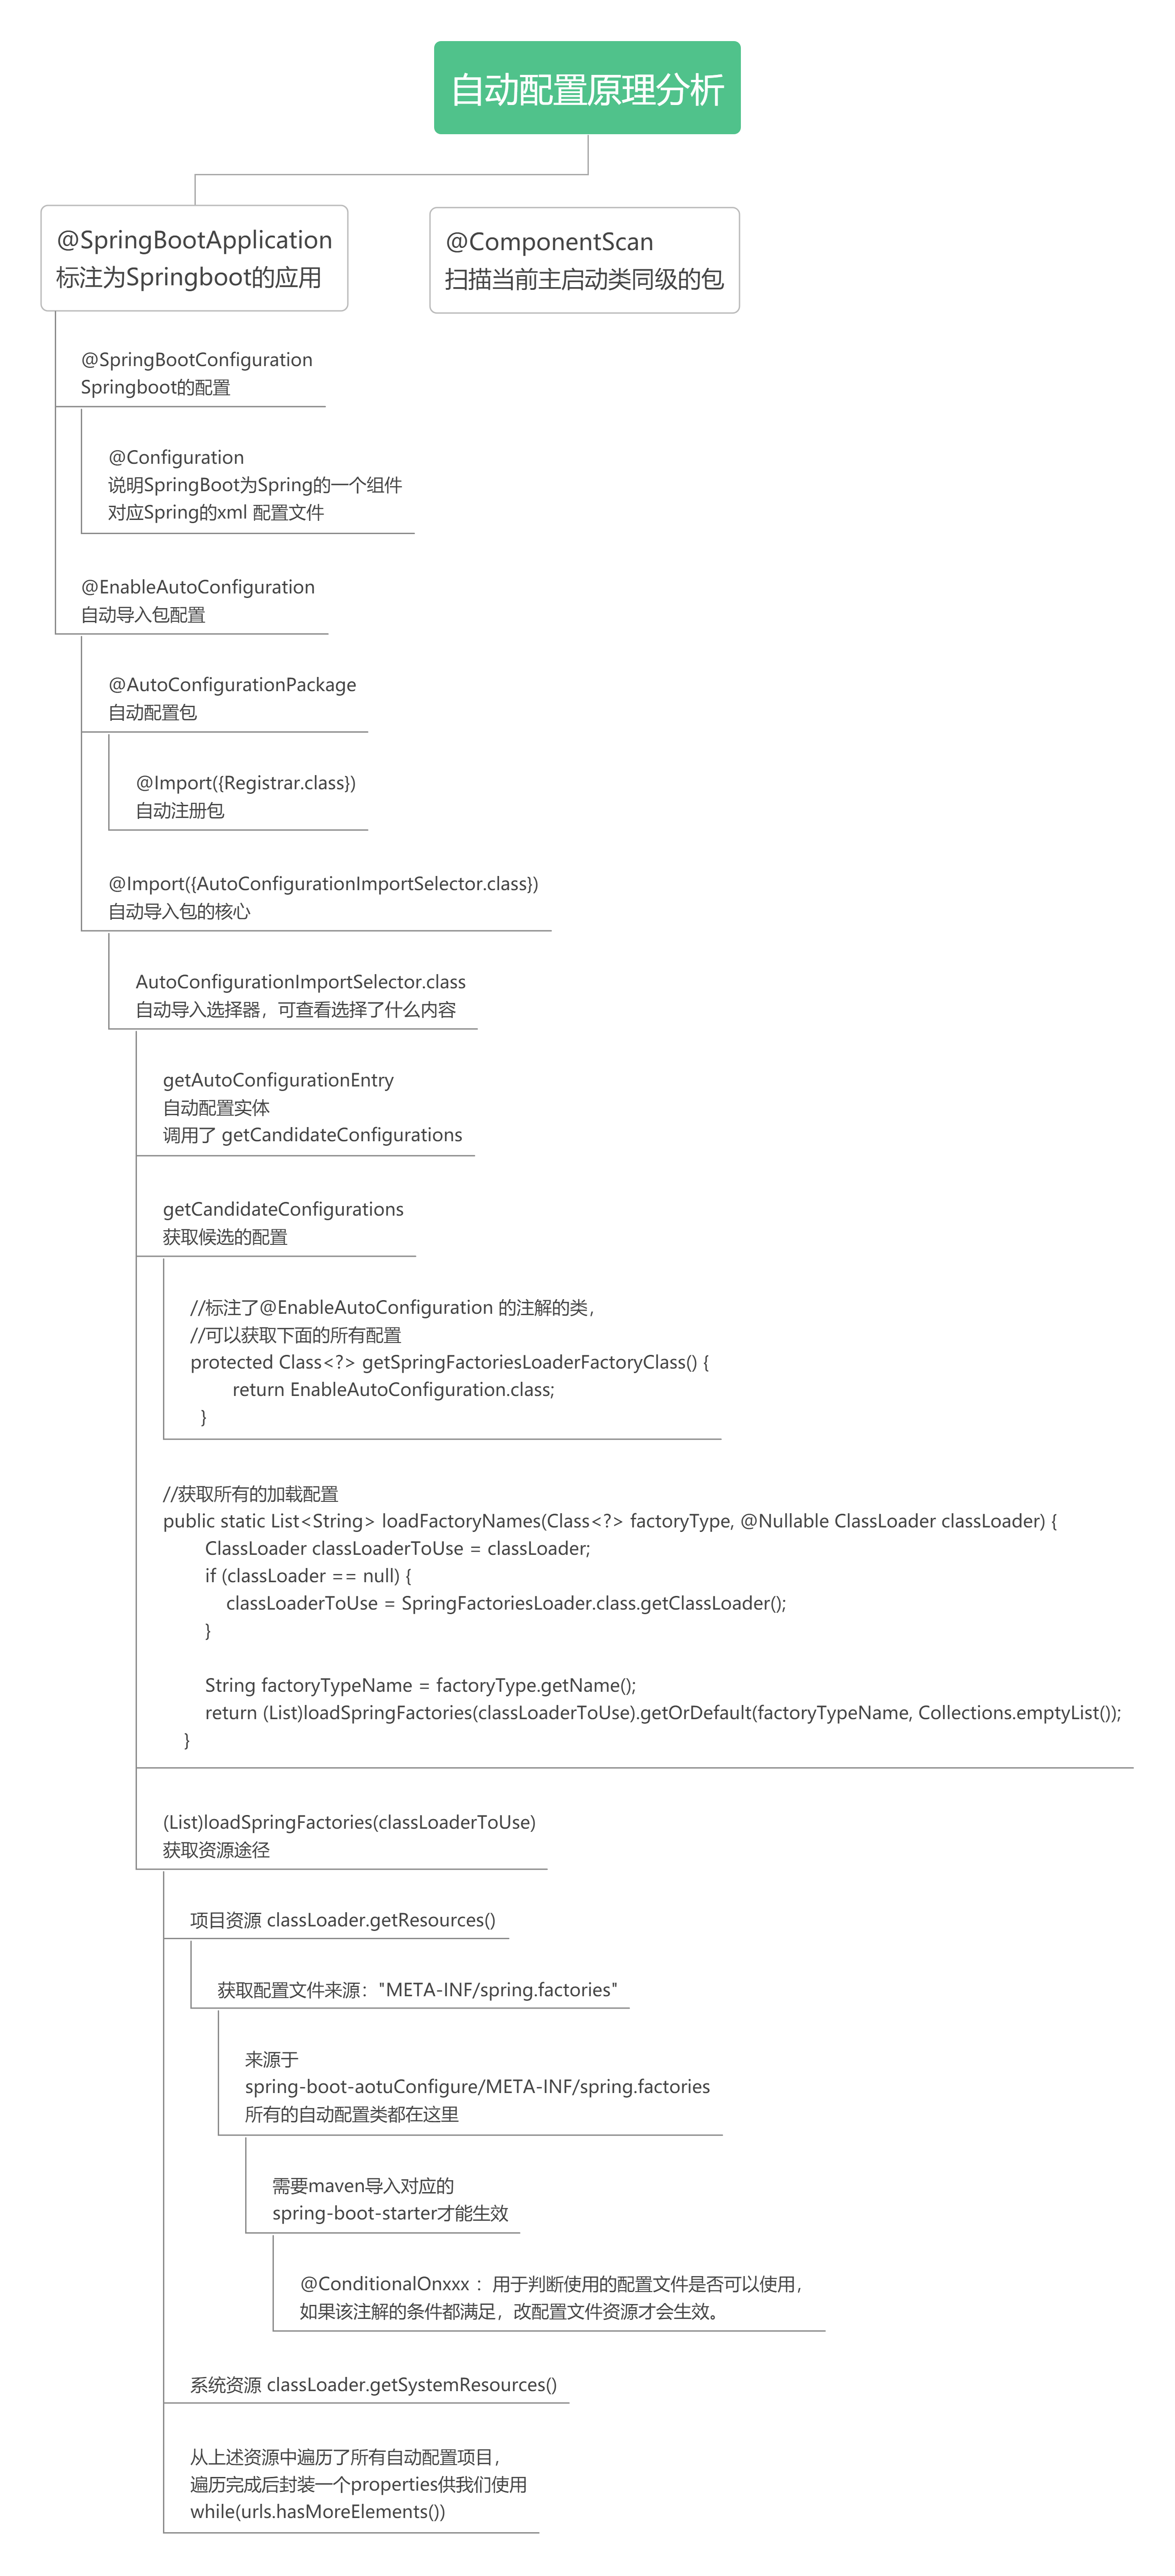 自动配置原理分析
@SpringBootApplication
标注为Springboot的应用
@ComponentScan
扫描当前主启动类同级的包
@SpringBootConfiguration
Springboot的配置
@Configuration
说明SpringBoot为Spring的一个组件
对应Spring的xml 配置文件
@EnableAutoConfiguration
自动导入包配置
@AutoConfigurationPackage
自动配置包
@Import({Registrar.class})
自动注册包
@Import({AutoConfigurationImportSelector.class})
自动导入包的核心
AutoConfigurationImportSelector.class
自动导入选择器，可查看选择了什么内容
getAutoConfigurationEntry
自动配置实体
调用了 getCandidateConfigurations
getCandidateConfigurations
获取候选的配置
//标注了@EnableAutoConfiguration 的注解的类，
//可以获取下面的所有配置
protected Class<?> getSpringFactoriesLoaderFactoryClass() {
return EnableAutoConfiguration.class;
}
//获取所有的加载配置
public static List<String> loadFactoryNames(Class<?> factoryType, @Nullable ClassLoader classLoader) {
ClassLoader classLoaderToUse = classLoader;
if (classLoader == null) {
classLoaderToUse = SpringFactoriesLoader.class.getClassLoader();
}
String factoryTypeName = factoryType.getName();
return (List)loadSpringFactories(classLoaderToUse).getOrDefault(factoryTypeName, Collections.emptyList());
}
(List)loadSpringFactories(classLoaderToUse)
获取资源途径
项目资源 classLoader.getResources()
获取配置文件来源："META-INF/spring.factories"
来源于
spring-boot-aotuConfigure/META-INF/spring.factories
所有的自动配置类都在这里
需要maven导入对应的
spring-boot-starter才能生效
@ConditionalOnxxx ：用于判断使用的配置文件是否可以使用，
如果该注解的条件都满足，改配置文件资源才会生效。
系统资源 classLoader.getSystemResources()
从上述资源中遍历了所有自动配置项目，
遍历完成后封装一个properties供我们使用
while(urls.hasMoreElements())